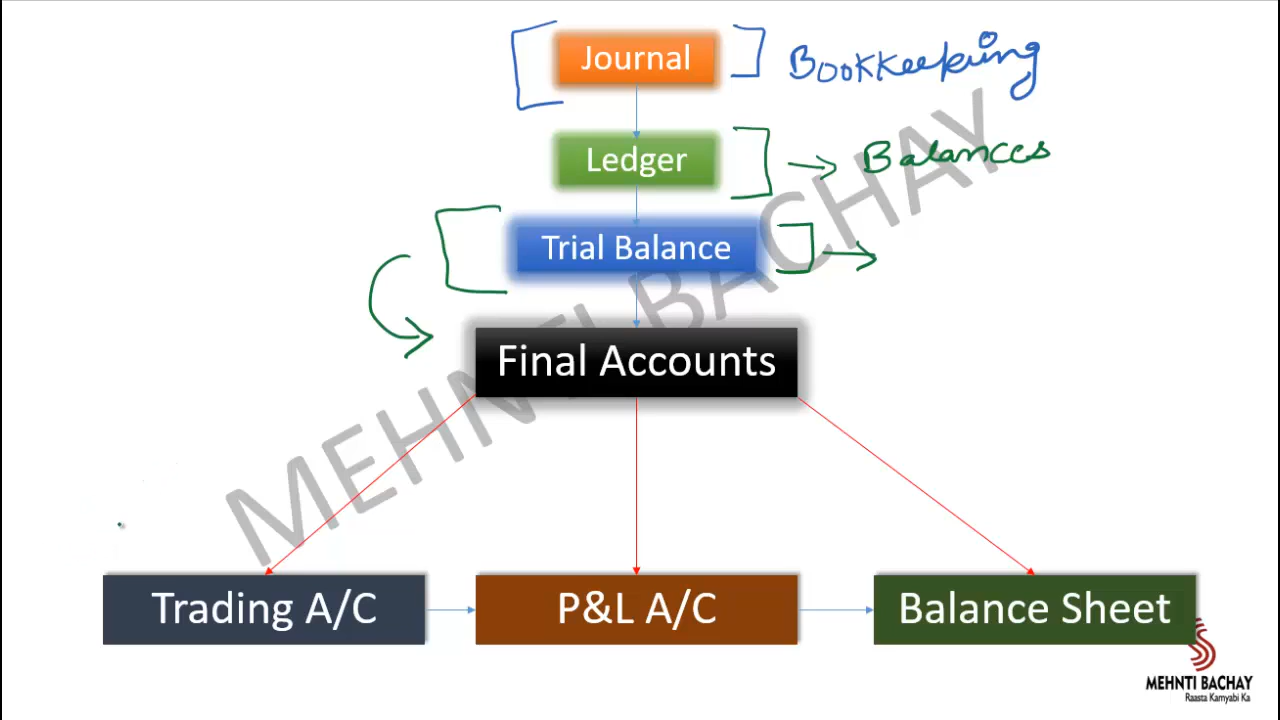 Journal
Bookkeeping
Ledger
Balances
Trial Balance
MEHNTI BACHAY
Final Accounts
Trading A/C
P&L A/C
Balance Sheet
MEHNTI BACHAY
Raasta Kamyabi Ka